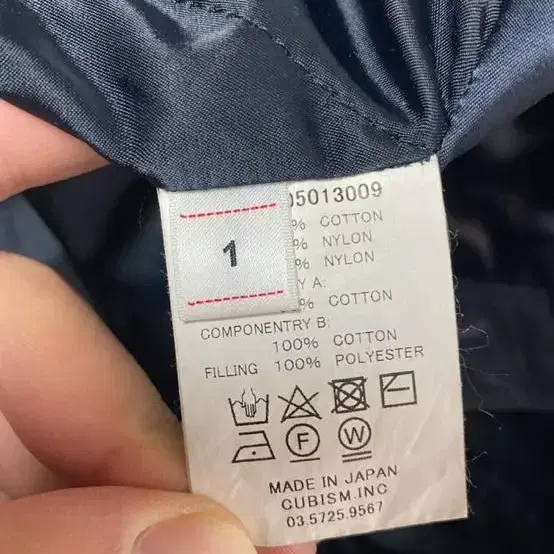 1
05013009
% COTTON
% NYLON
% NYLON
Y A:
% COTTON
COMPONENTRY B:
100% COTTON
FILLING 100% POLYESTER
F W
MADE IN JAPAN
CUBISM.INC
03.5725.9567